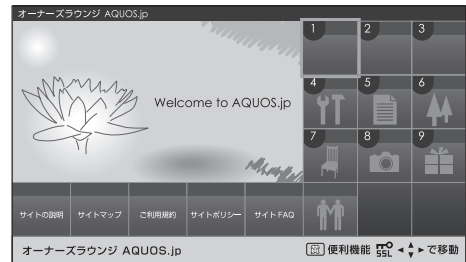 オーナーズラウンジ AQUOS.jp
1 2 3
Welcome to AQUOS.jp
4 5 6
7 8 9
サイトの説明 サイトマップ ご利用規約 サイトポリシー サイト FAQ
オーナーズラウンジ AQUOS.jp 便利機能 SSL で移動